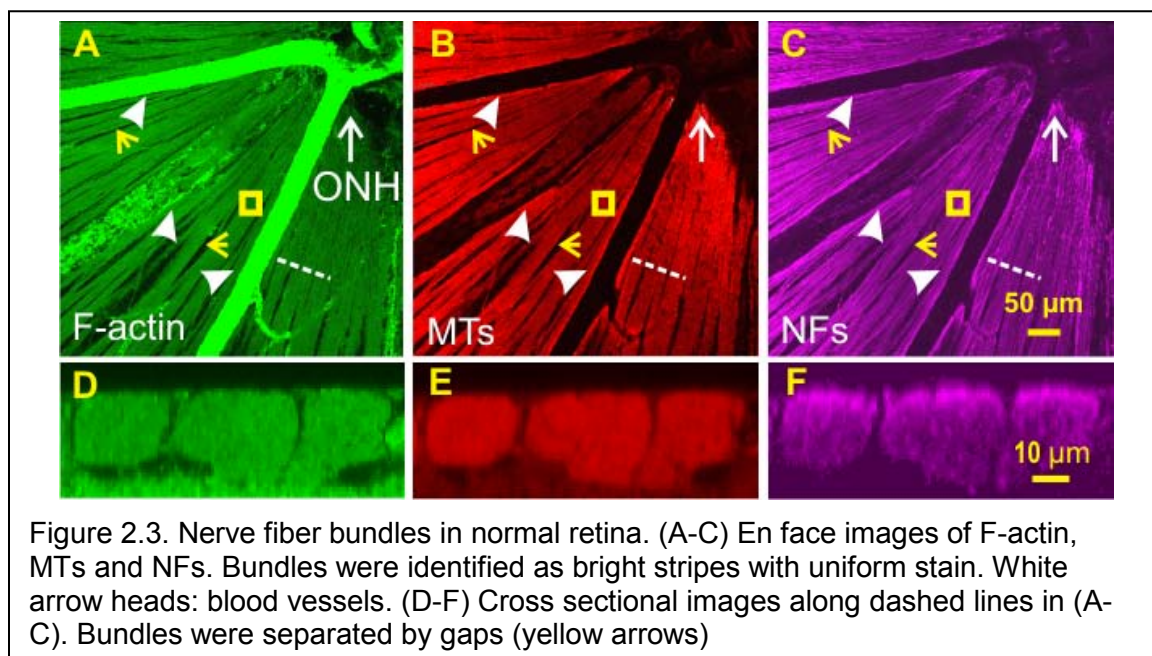 A B C
ONH
F-actin MTs NFs 50 µm
D E F
10 µm
Figure 2.3. Nerve fiber bundles in normal retina. (A-C) En face images of F-actin,
MTs and NFs. Bundles were identified as bright stripes with uniform stain. White
arrow heads: blood vessels. (D-F) Cross sectional images along dashed lines in (A-
C). Bundles were separated by gaps (yellow arrows)